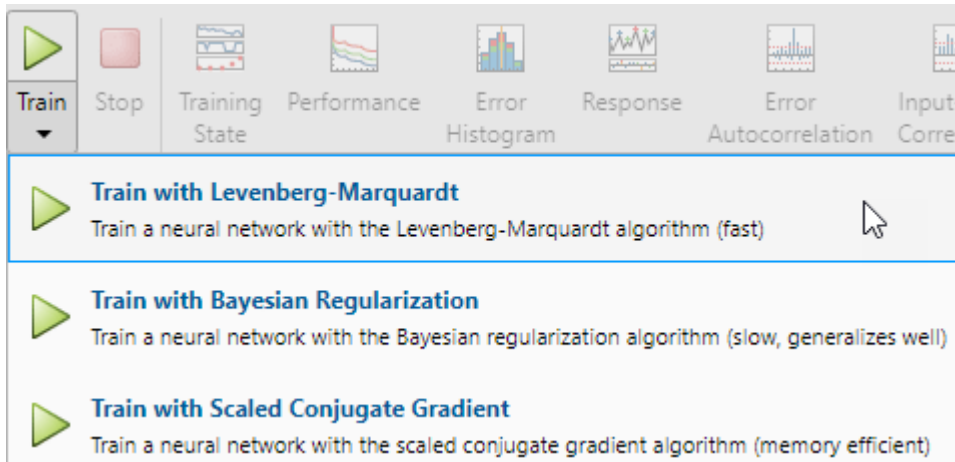 Train Stop Training Performance Error Response Error Input
State Histogram Autocorrelation Corre
Train with Levenberg-Marquardt
Train a neural network with the Levenberg-Marquardt algorithm (fast)
Train with Bayesian Regularization
Train a neural network with the Bayesian regularization algorithm (slow, generalizes well)
Train with Scaled Conjugate Gradient
Train a neural network with the scaled conjugate gradient algorithm (memory efficient)